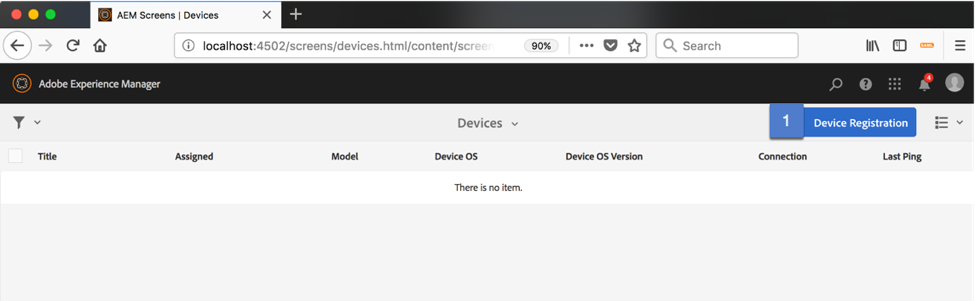 AEM Screens | Devices
localhost:4502/screens/devices.html/content/screen
90%
Search
Adobe Experience Manager
4
Devices
1
Device Registration
Title Assigned Model Device OS Device OS Version Connection Last Ping
There is no item.